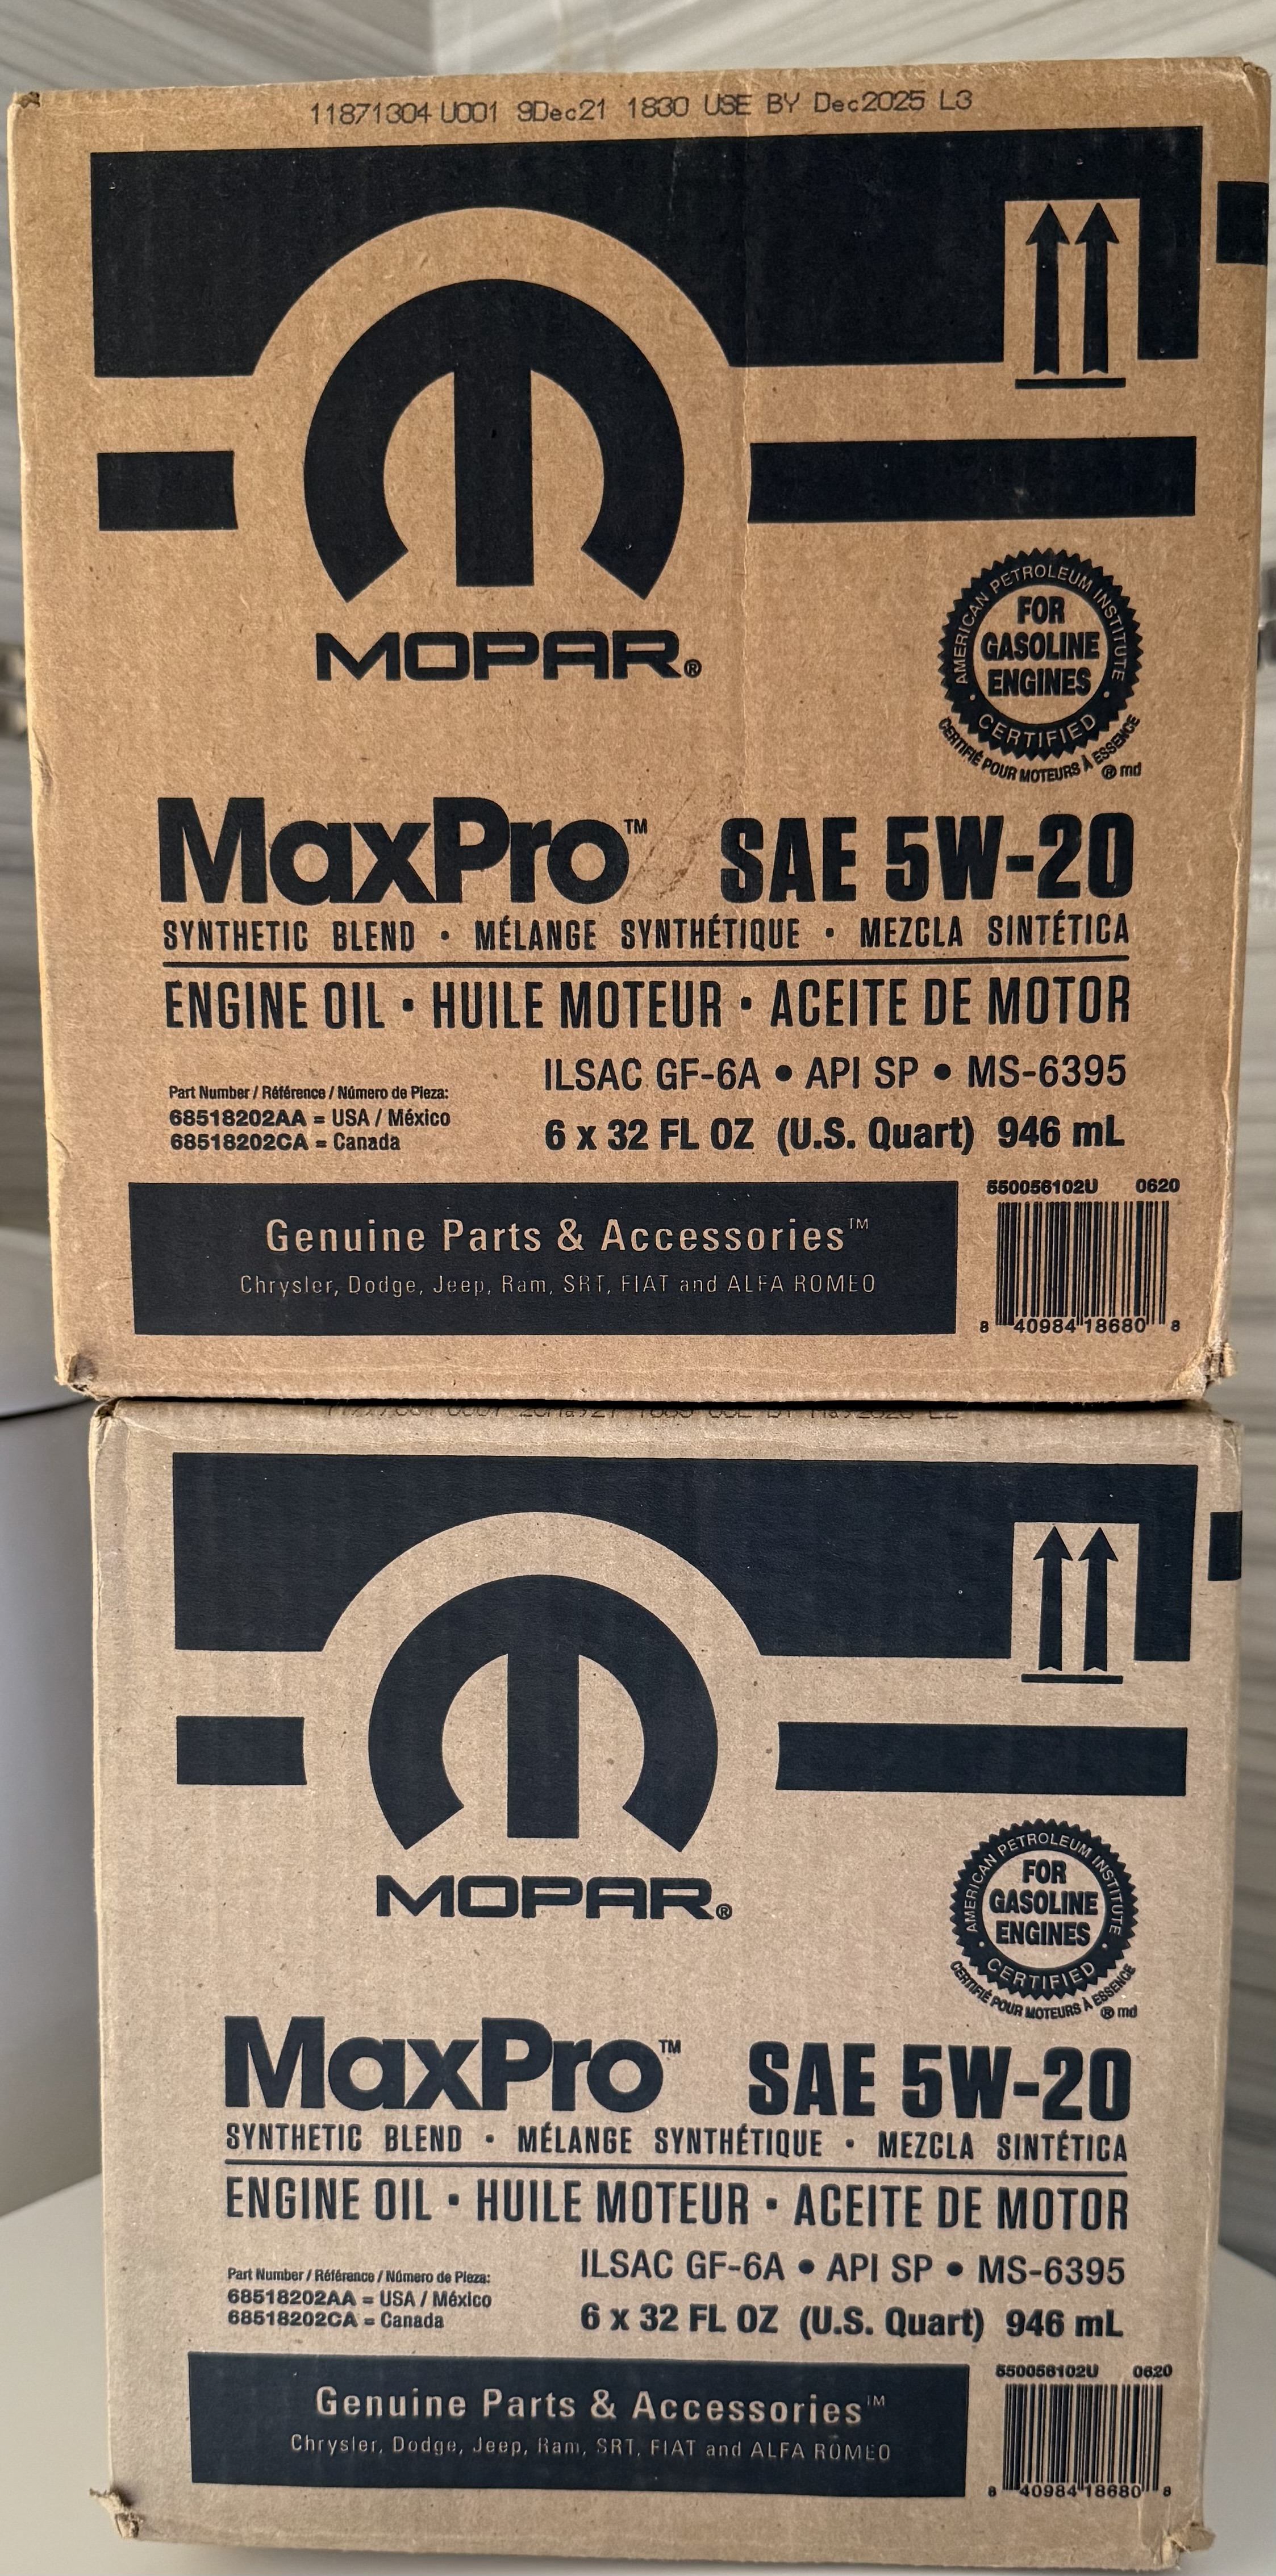 11871304 U001 9Dec21 1830 USE BY Dec2025 L3
MOPAR®
AMERICAN PETROLEUM INSTITUTE
FOR
GASOLINE
ENGINES
· CERTIFIED ·
CERTIFIÉ POUR MOTEURS À ESSENCE
® md
MaxPro™ SAE 5W-20
SYNTHETIC BLEND · MÉLANGE SYNTHÉTIQUE · MEZCLA SINTÉTICA
ENGINE OIL · HUILE MOTEUR · ACEITE DE MOTOR
ILSAC GF-6A • API SP • MS-6395
Part Number / Référence / Número de Pieza:
68518202AA = USA / México
68518202CA = Canada
6 x 32 FL OZ (U.S. Quart) 946 mL
550056102U 0620
Genuine Parts & Accessories™
Chrysler, Dodge, Jeep, Ram, SRT, FIAT and ALFA ROMEO
8 40984 18680 8
MOPAR®
AMERICAN PETROLEUM INSTITUTE
FOR
GASOLINE
ENGINES
· CERTIFIED ·
CERTIFIÉ POUR MOTEURS À ESSENCE
® md
MaxPro™ SAE 5W-20
SYNTHETIC BLEND · MÉLANGE SYNTHÉTIQUE · MEZCLA SINTÉTICA
ENGINE OIL · HUILE MOTEUR · ACEITE DE MOTOR
ILSAC GF-6A • API SP • MS-6395
Part Number / Référence / Número de Pieza:
68518202AA = USA / México
68518202CA = Canada
6 x 32 FL OZ (U.S. Quart) 946 mL
550056102U 0620
Genuine Parts & Accessories™
Chrysler, Dodge, Jeep, Ram, SRT, FIAT and ALFA ROMEO
8 40984 18680 8